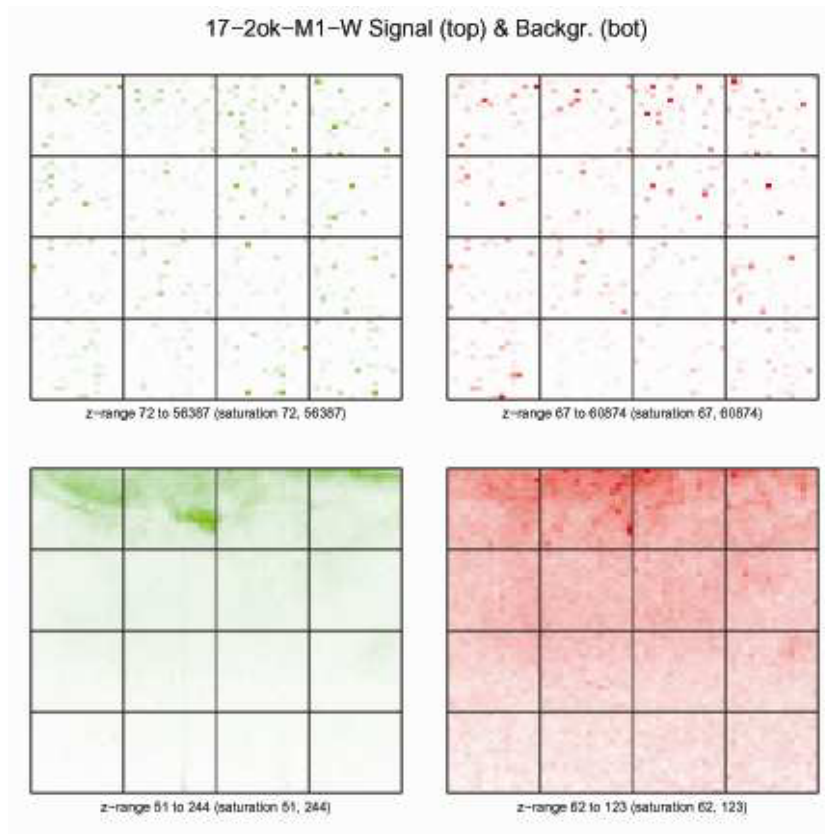 17−2ok−M1−W Signal (top) & Backgr. (bot)
z−range 72 to 56387 (saturation 72, 56387)
z−range 67 to 60874 (saturation 67, 60874)
z−range 51 to 244 (saturation 51, 244)
z−range 62 to 123 (saturation 62, 123)